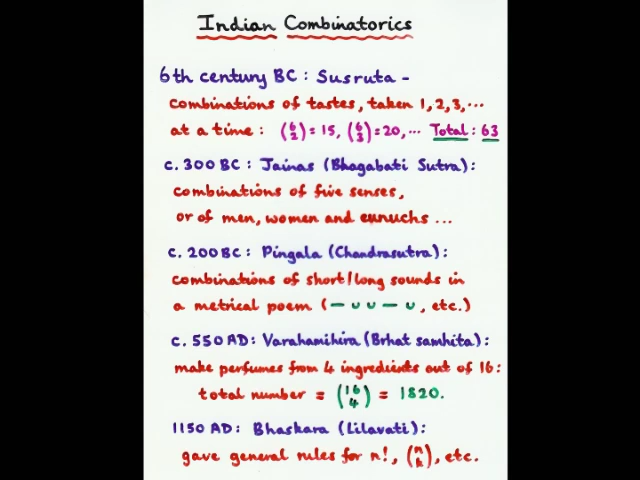 Indian Combinatorics
6th century BC : Susruta -
combinations of tastes, taken 1, 2, 3, ...
at a time : (6 2) = 15, (6 3) = 20, ... Total : 63
c. 300 BC : Jainas (Bhagabati Sutra) :
combinations of five senses,
or of men, women and eunuchs ...
c. 200 BC : Pingala (Chandrasutra) :
combinations of short/long sounds in
a metrical poem ( – ᴗ ᴗ – ᴗ , etc.)
c. 550 AD : Varahamihira (Brhat samhita) :
make perfumes from 4 ingredients out of 16 :
total number = (16 4) = 1820.
1150 AD : Bhaskara (Lilavati) :
gave general rules for n!, (n k), etc.